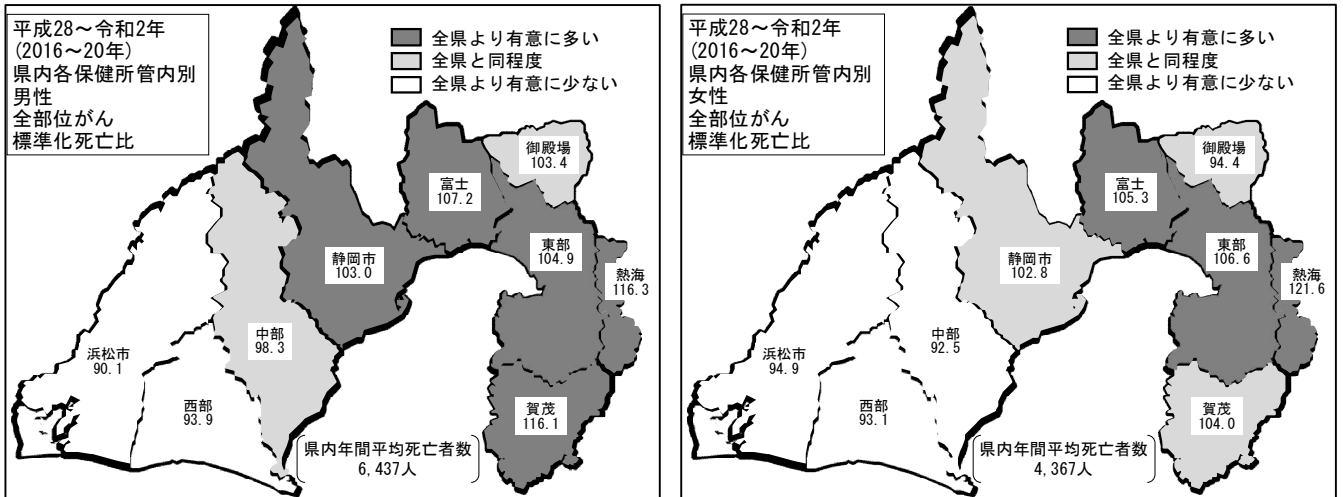 平成28～令和2年
(2016～20年)
県内各保健所管内別
男性
全部位がん
標準化死亡比
全県より有意に多い
全県と同程度
全県より有意に少ない
御殿場
103.4
富士
107.2
東部
104.9
熱海
116.3
静岡市
103.0
中部
98.3
浜松市
90.1
西部
93.9
賀茂
116.1
県内年間平均死亡者数
6,437人
平成28～令和2年
(2016～20年)
県内各保健所管内別
女性
全部位がん
標準化死亡比
全県より有意に多い
全県と同程度
全県より有意に少ない
御殿場
94.4
富士
105.3
東部
106.6
熱海
121.6
静岡市
102.8
中部
92.5
浜松市
94.9
西部
93.1
賀茂
104.0
県内年間平均死亡者数
4,367人